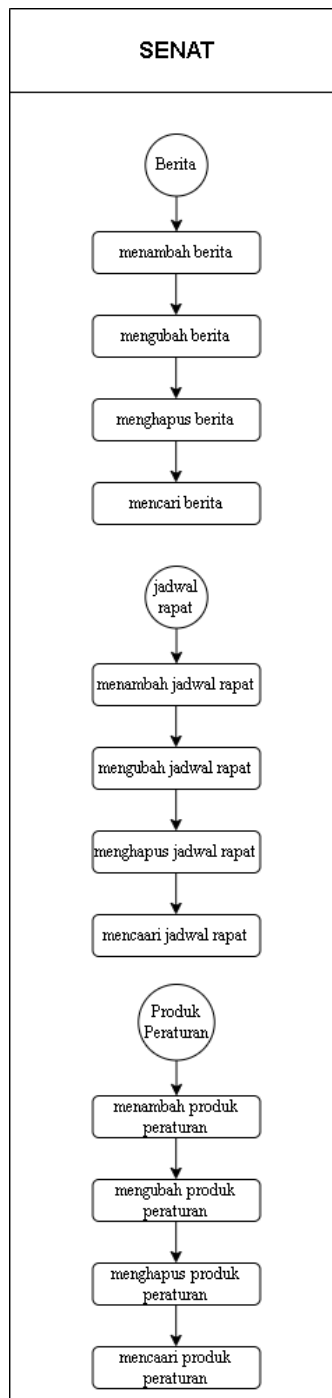 SENAT
Berita
menambah berita
mengubah berita
menghapus berita
mencari berita
jadwal
rapat
menambah jadwal rapat
mengubah jadwal rapat
menghapus jadwal rapat
mencaari jadwal rapat
Produk
Peraturan
menambah produk
peraturan
mengubah produk
peraturan
menghapus produk
peraturan
mencaari produk
peraturan